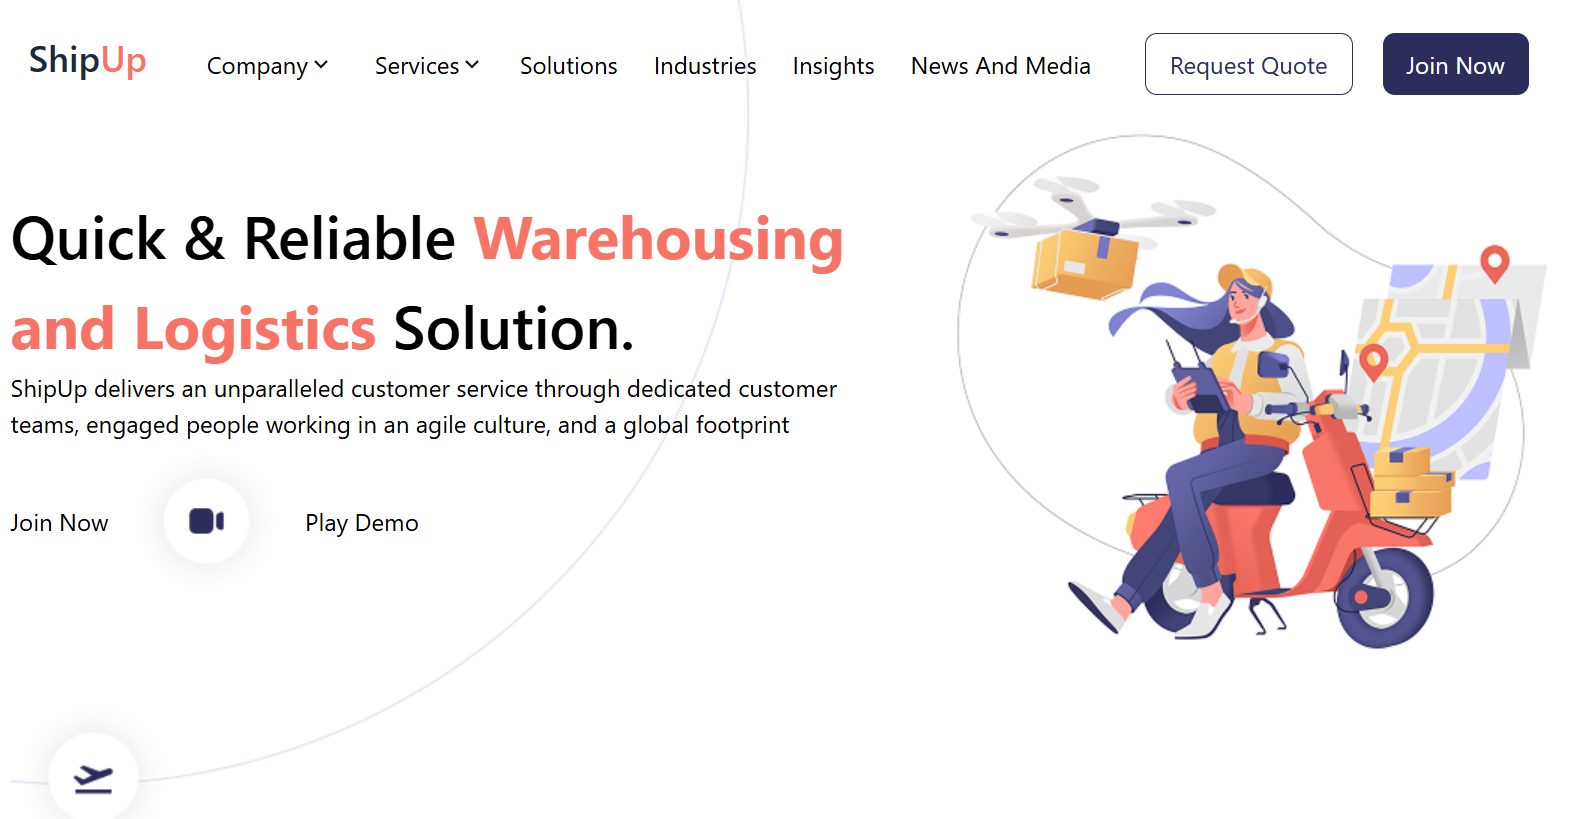 ShipUp
Company Services Solutions Industries Insights News And Media Request Quote Join Now
Quick & Reliable Warehousing
and Logistics Solution.
ShipUp delivers an unparalleled customer service through dedicated customer
teams, engaged people working in an agile culture, and a global footprint
Join Now Play Demo